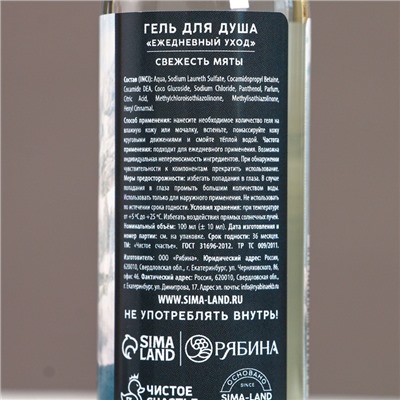 ГЕЛЬ ДЛЯ ДУША
«ЕЖЕДНЕВНЫЙ УХОД»
СВЕЖЕСТЬ МЯТЫ
Состав (INCI): Aqua, Sodium Laureth Sulfate, Cocamidopropyl Betaine,
Cocamide DEA, Coco Glucoside, Sodium Chloride, Panthenol, Parfum,
Citric Acid, Methylchloroisothiazolinone, Methylisothiazolinone,
Hexyl Cinnamal.
Способ применения: нанесите необходимое количество геля на
влажную кожу или мочалку, вспеньте, помассируйте кожу
круговыми движениями и смойте тёплой водой. Частота
применения: подходит для ежедневного применения. Возможна
индивидуальная непереносимость ингредиентов. При обнаружении
чувствительности к компонентам прекратить использование.
Меры предосторожности: избегать попадания в глаза. В случае
попадания в глаза промыть большим количеством воды.
Использовать только для наружного применения. Не использовать
по истечении срока годности. Условия хранения: при температуре
от +5 °С до +25 °С. Избегать воздействия прямых солнечных лучей.
Номинальный объём: 100 мл (± 10 мл). Дата изготовления и
номер партии: см. на упаковке. Срок годности: 36 месяцев.
ТМ: «Чистое счастье». ГОСТ 31696-2012. ТР ТС 009/2011.
Изготовитель: ООО «Рябина». Юридический адрес: Россия,
620010, Свердловская обл., г. Екатеринбург, ул. Черняховского, 86,
офис 46. Фактический адрес: Россия, 620010, Свердловская обл.,
г. Екатеринбург, ул. Димитрова, 17. Адрес эл. почты:
WWW.SIMA-LAND.RU
НЕ УПОТРЕБЛЯТЬ ВНУТРЬ!
SIMA LAND РЯБИНА
ЧИСТОЕ СЧАСТЬЕ
ОСНОВАНО
SINCE
SIMA-LAND